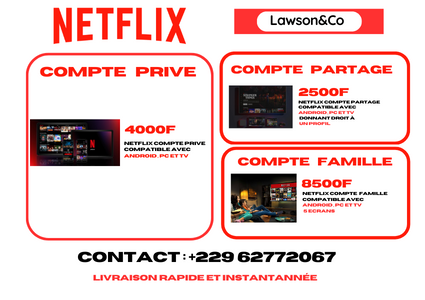 NETFLIX
Lawson&Co
COMPTE PRIVE
4000F
NETFLIX COMPTE PRIVE
COMPATIBLE AVEC
ANDROID . PC ET TV
COMPTE PARTAGE
2500F
NETFLIX COMPTE PARTAGE
COMPATIBLE AVEC
ANDROID . PC ET TV
DONNANT DROIT À
UN PROFIL .
COMPTE FAMILLE
8500F
NETFLIX COMPTE FAMILLE
COMPATIBLE AVEC
ANDROID . PC ET TV
5 ECRANS
CONTACT : +229 62772067
LIVRAISON RAPIDE ET INSTANTANNÉE